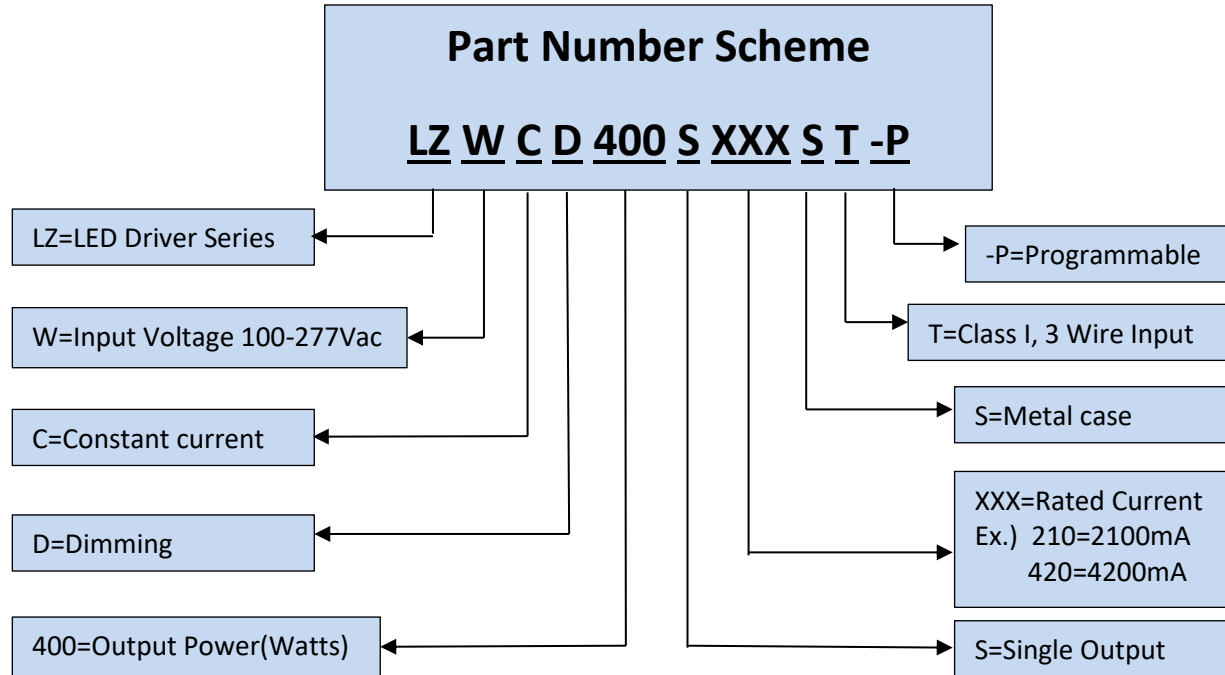 Part Number Scheme
LZ W C D 400 S XXX S T -P
LZ=LED Driver Series
W=Input Voltage 100-277Vac
C=Constant current
D=Dimming
400=Output Power(Watts)
-P=Programmable
T=Class I, 3 Wire Input
S=Metal case
XXX=Rated Current
Ex.) 210=2100mA
420=4200mA
S=Single Output